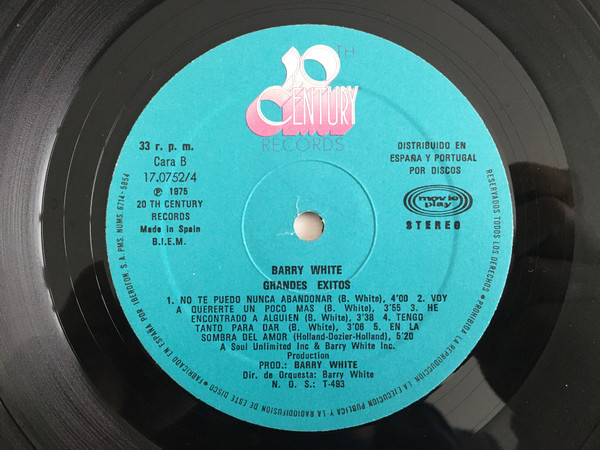 20TH
CENTURY
RECORDS
33 r. p. m.
Cara B
17.0752/4
Ⓟ 1975
20 TH CENTURY
RECORDS
Made in Spain
B.I.E.M.
DISTRIBUIDO EN
ESPAÑA Y PORTUGAL
POR DISCOS
movie
play
STEREO
BARRY WHITE
GRANDES EXITOS
1. NO TE PUEDO NUNCA ABANDONAR (B. White), 4'00 2. VOY
A QUERERTE UN POCO MAS (B. White), 3'55 3. HE
ENCONTRADO A ALGUIEN (B. White), 3'38 4. TENGO
TANTO PARA DAR (B. White), 3'06 5. EN LA
SOMBRA DEL AMOR (Holland-Dozier-Holland), 5'20
A Soul Unlimited Inc & Barry White Inc.
Production
PROD.: BARRY WHITE
Dir. de Orquesta: Barry White
N. O. S.: T-493
FABRICADO EN ESPAÑA POR IBEROFON, S. A. PMS. NUMS. 6714-5854
RESERVADOS TODOS LOS DERECHOS • PROHIBIDA LA REPRODUCCION, LA EJECUCION PUBLICA Y LA RADIODIFUSION DE ESTE DISCO •